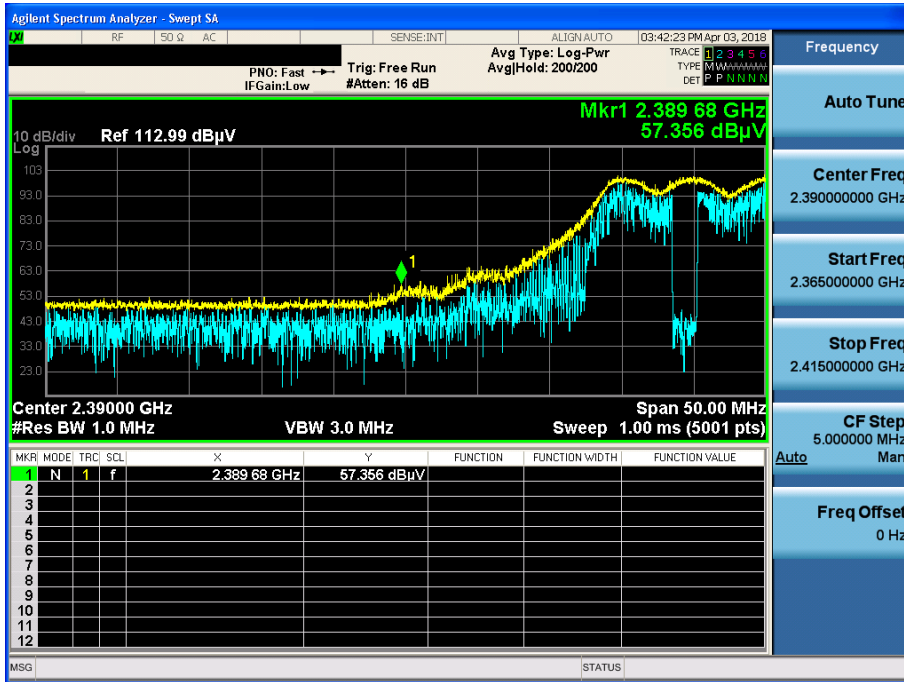 Agilent Spectrum Analyzer - Swept SA
LXI RF 50 Ω AC SENSE:INT ALIGN AUTO 03:42:23 PM Apr 03, 2018
PNO: Fast
IFGain:Low
Trig: Free Run
#Atten: 16 dB
Avg Type: Log-Pwr
Avg|Hold: 200/200
TRACE 1 2 3 4 5 6
TYPE M W W W W W
DET P P N N N N
Mkr1 2.389 68 GHz
57.356 dBµV
10 dB/div Ref 112.99 dBµV
Log
103
93.0
83.0
73.0
63.0
53.0
43.0
33.0
23.0
1
Center 2.39000 GHz Span 50.00 MHz
#Res BW 1.0 MHz VBW 3.0 MHz Sweep 1.00 ms (5001 pts)
MKR MODE TRC SCL X Y FUNCTION FUNCTION WIDTH FUNCTION VALUE
1 N 1 f 2.389 68 GHz 57.356 dBµV
2
3
4
5
6
7
8
9
10
11
12
MSG STATUS
Frequency
Auto Tune
Center Freq
2.390000000 GHz
Start Freq
2.365000000 GHz
Stop Freq
2.415000000 GHz
CF Step
5.000000 MHz
Auto Man
Freq Offset
0 Hz